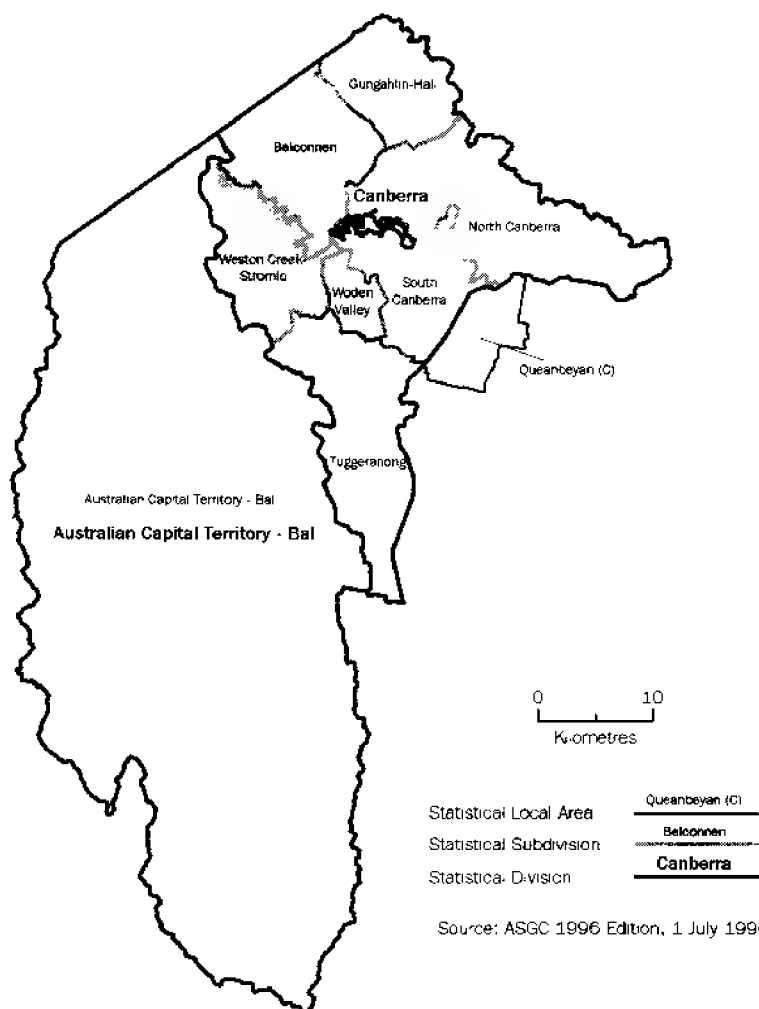 Gungahlin-Hal
Belconnen
Canberra
North Canberra
Weston Creek
Stromlo
Woden
Valley
South
Canberra
Queanbeyan (C)
Tuggeranong
Australian Capital Territory - Bal
Australian Capital Territory - Bal
0 10
Kilometres
Statistical Local Area Queanbeyan (C)
Statistical Subdivision Belconnen
Statistical Division Canberra
Source: ASGC 1996 Edition, 1 July 199